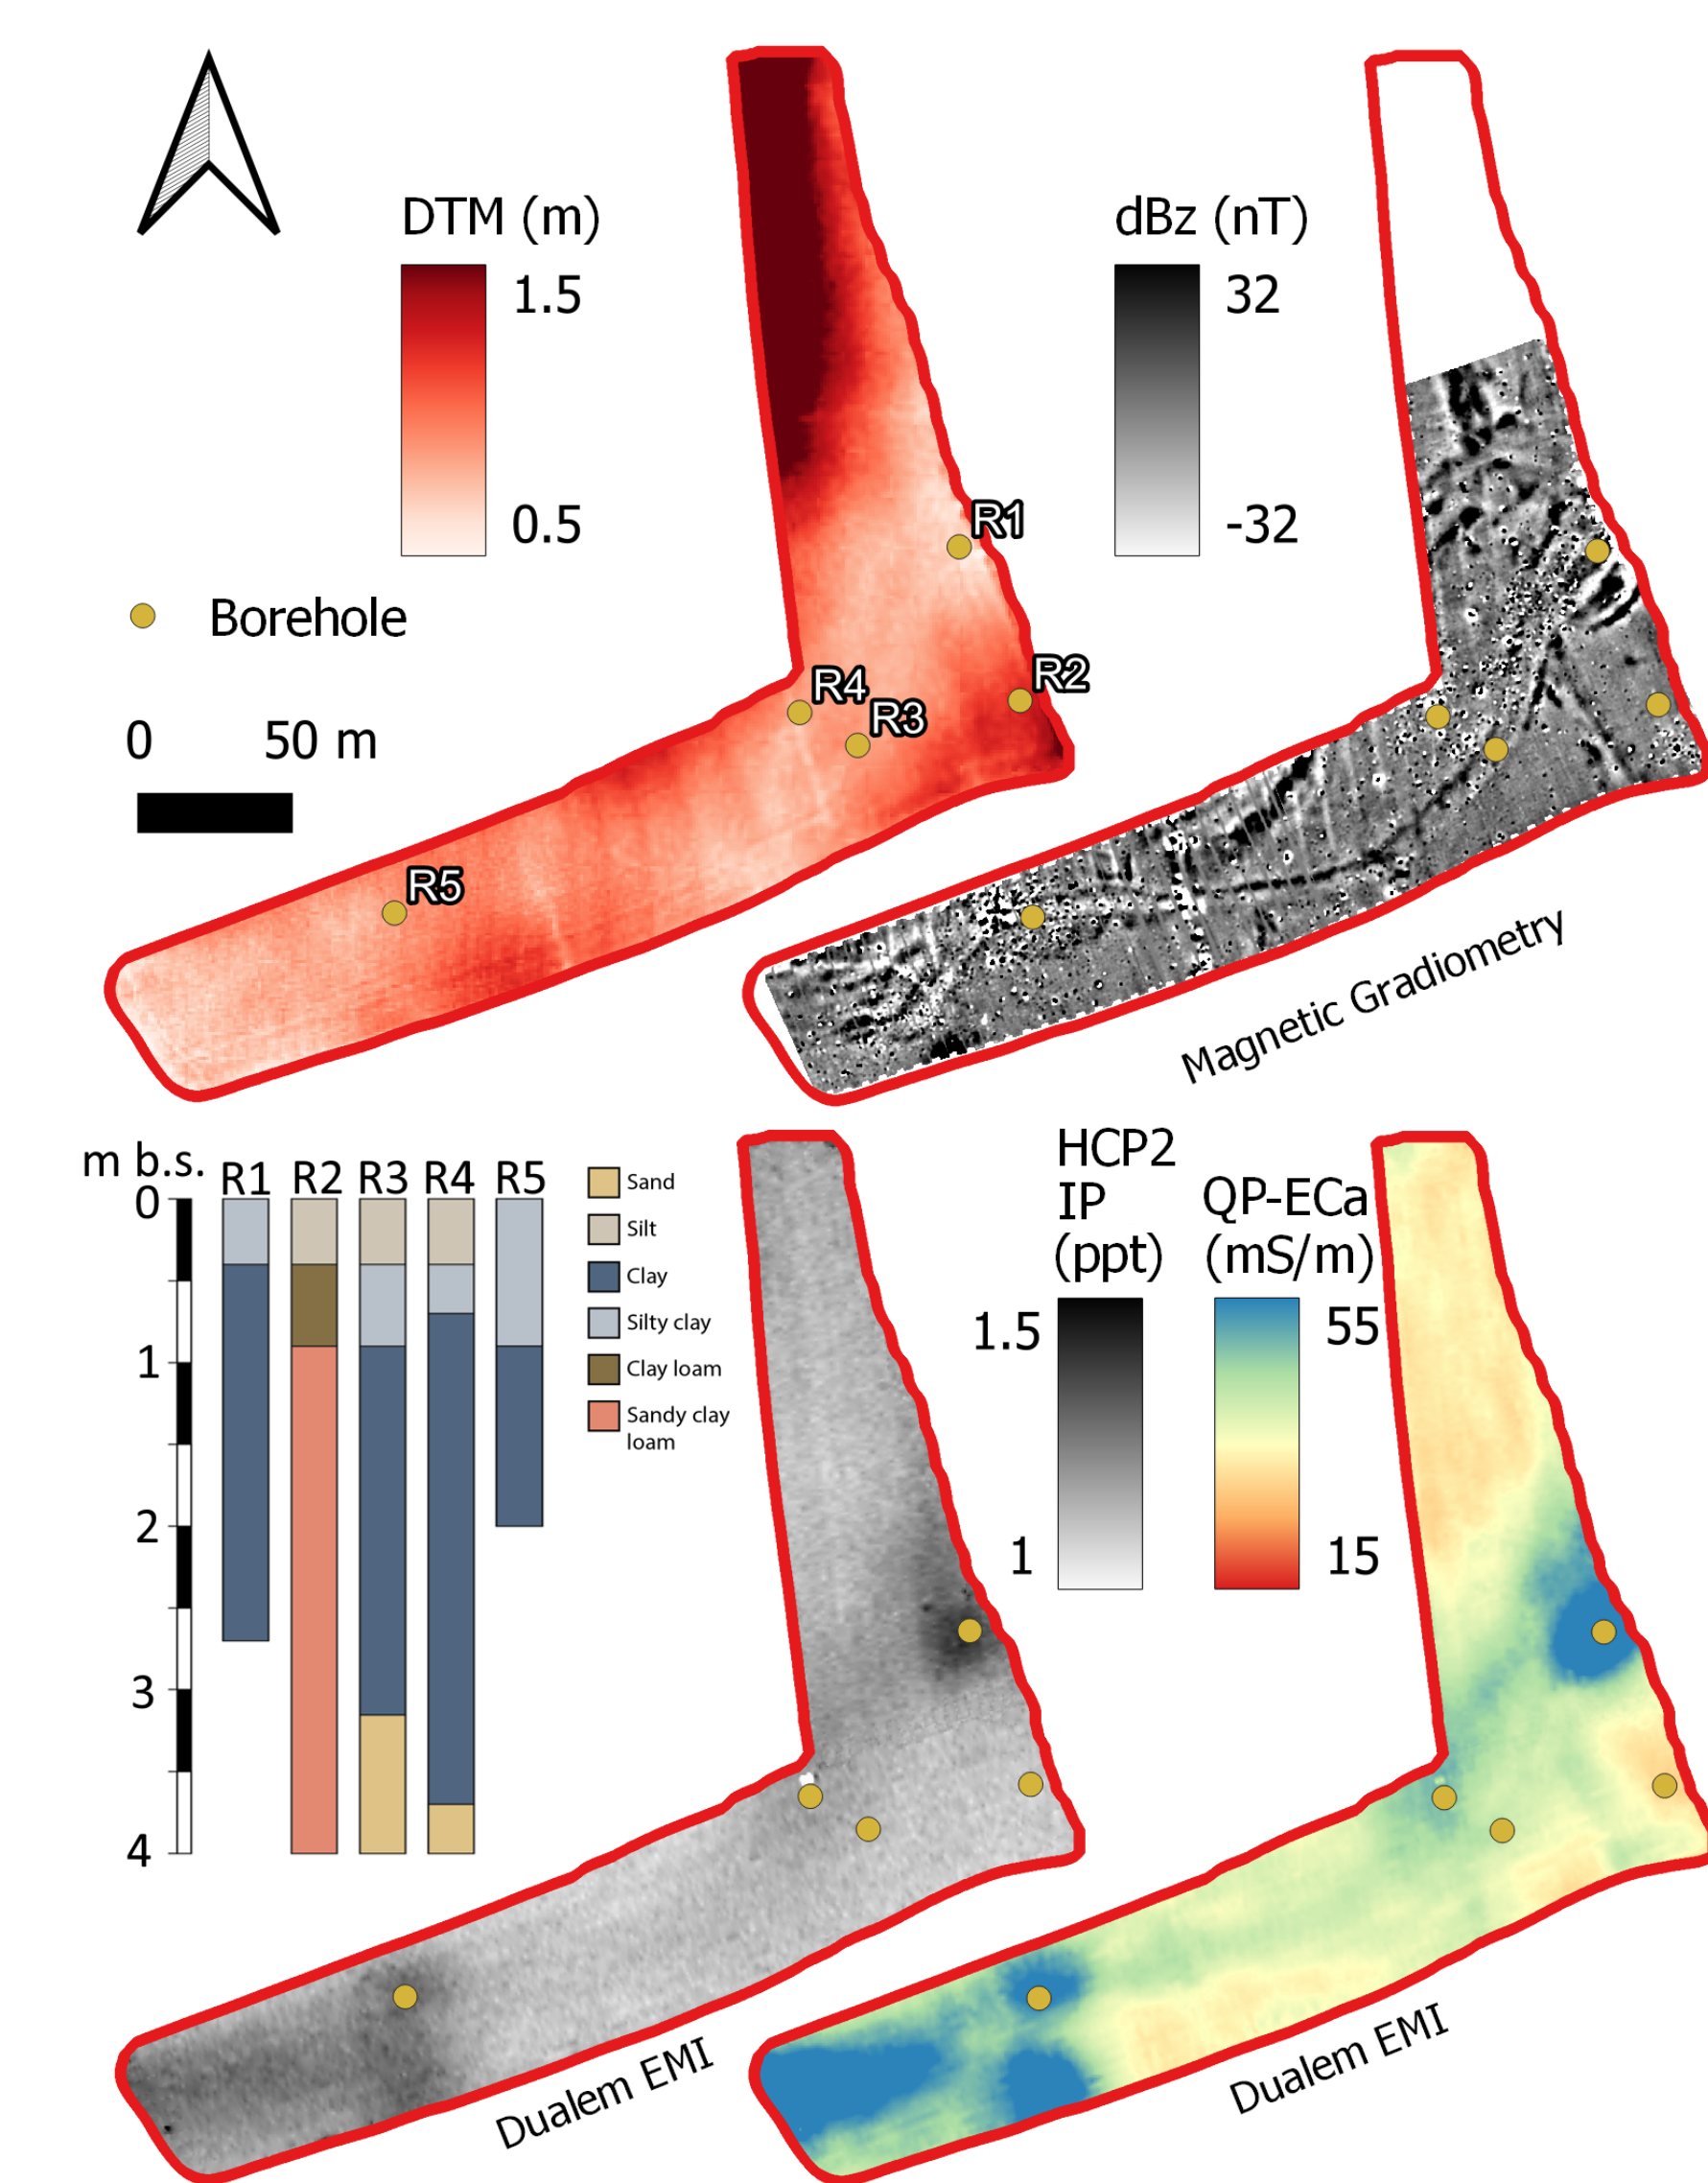 DTM (m)
1.5
0.5
dBz (nT)
32
-32
Borehole
0 50 m
R1
R2
R4
R3
R5
Magnetic Gradiometry
m b.s.
R1 R2 R3 R4 R5
0
1
2
3
4
Sand
Silt
Clay
Silty clay
Clay loam
Sandy clay
loam
HCP2
IP
(ppt)
1.5
1
QP-ECa
(mS/m)
55
15
Dualem EMI
Dualem EMI